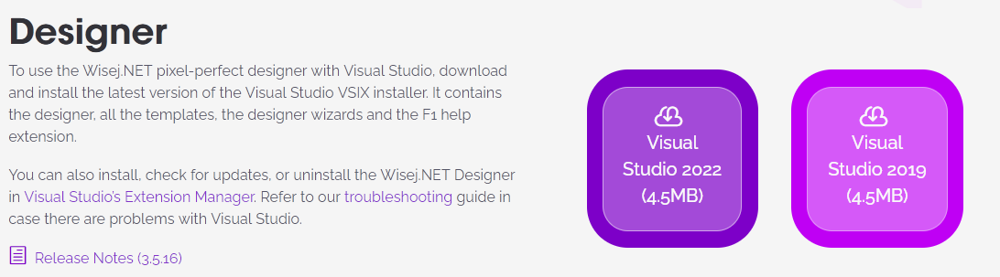 Designer
To use the Wisej.NET pixel-perfect designer with Visual Studio, download
and install the latest version of the Visual Studio VSIX installer. It contains
the designer, all the templates, the designer wizards and the F1 help
extension.
You can also install, check for updates, or uninstall the Wisej.NET Designer
in Visual Studio's Extension Manager. Refer to our troubleshooting guide in
case there are problems with Visual Studio.
Release Notes (3.5.16)
Visual
Studio 2022
(4.5MB)
Visual
Studio 2019
(4.5MB)